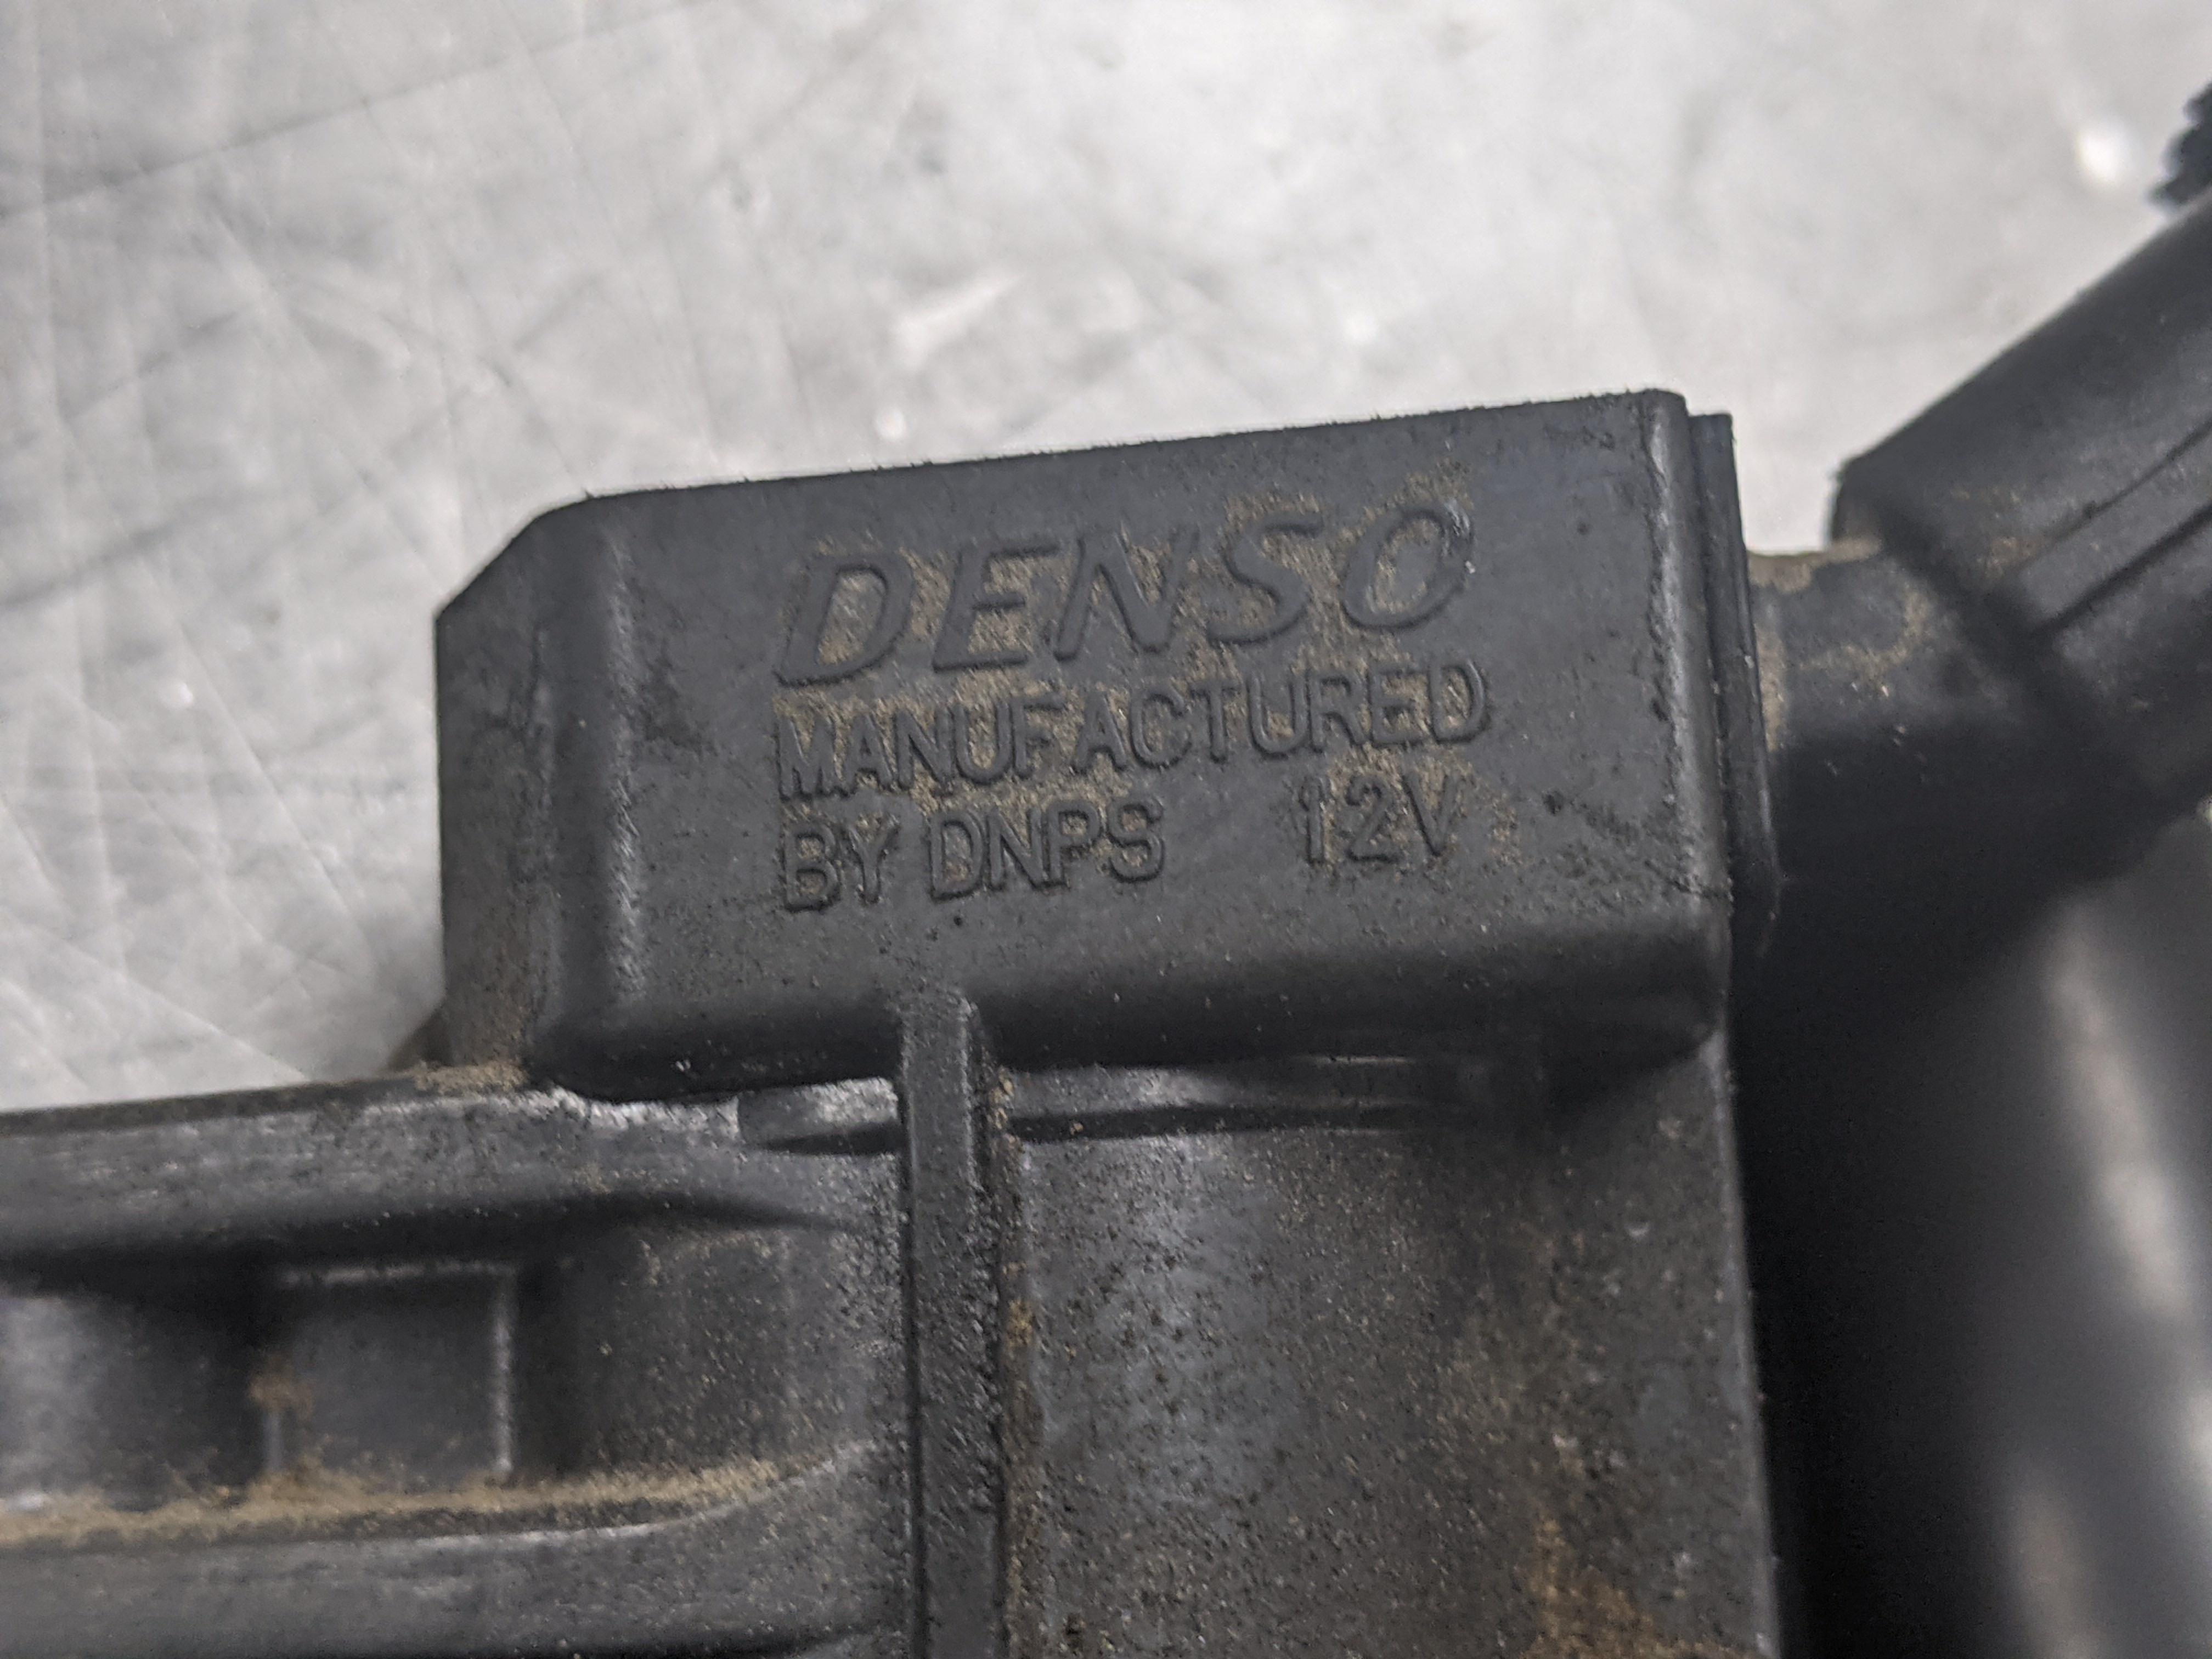 DENSO
MANUFACTURED
BY DNPS 12V